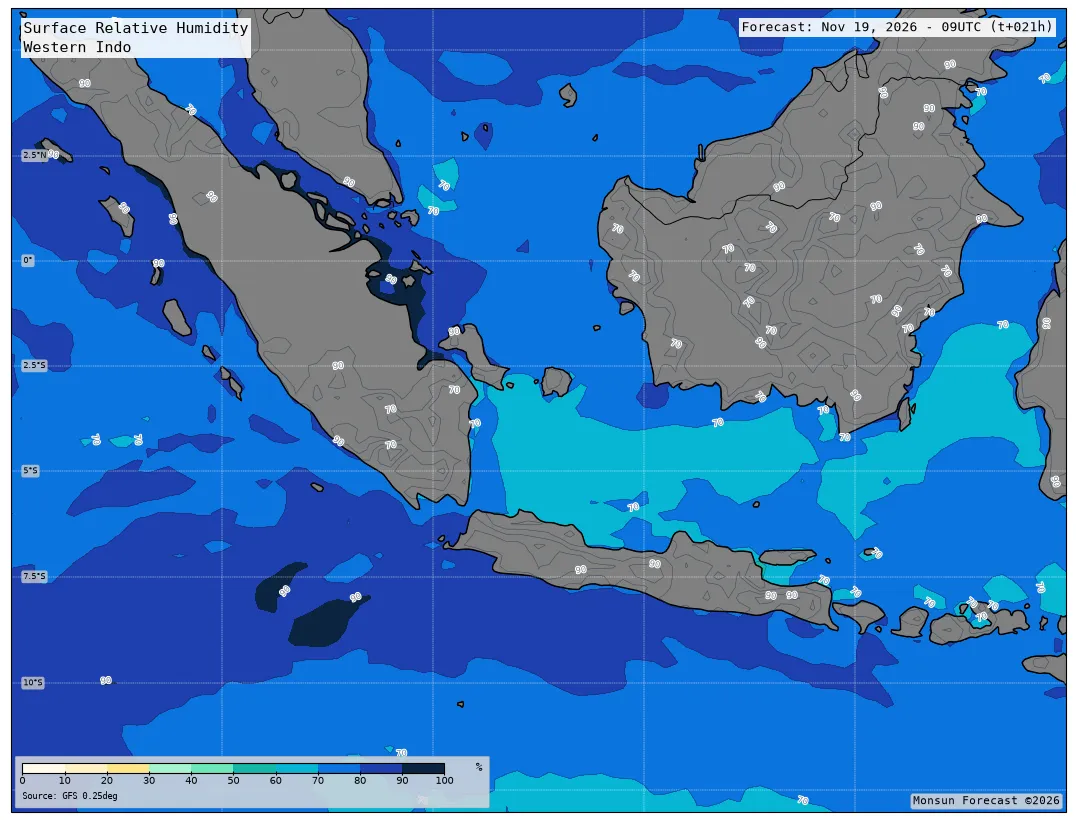 Surface Relative Humidity
Western Indo
Forecast: Nov 19, 2026 - 09UTC (t+021h)
2.5°N
0°
2.5°S
5°S
7.5°S
10°S
0 10 20 30 40 50 60 70 80 90 100
%
Source: GFS 0.25deg
Monsun Forecast ©2026